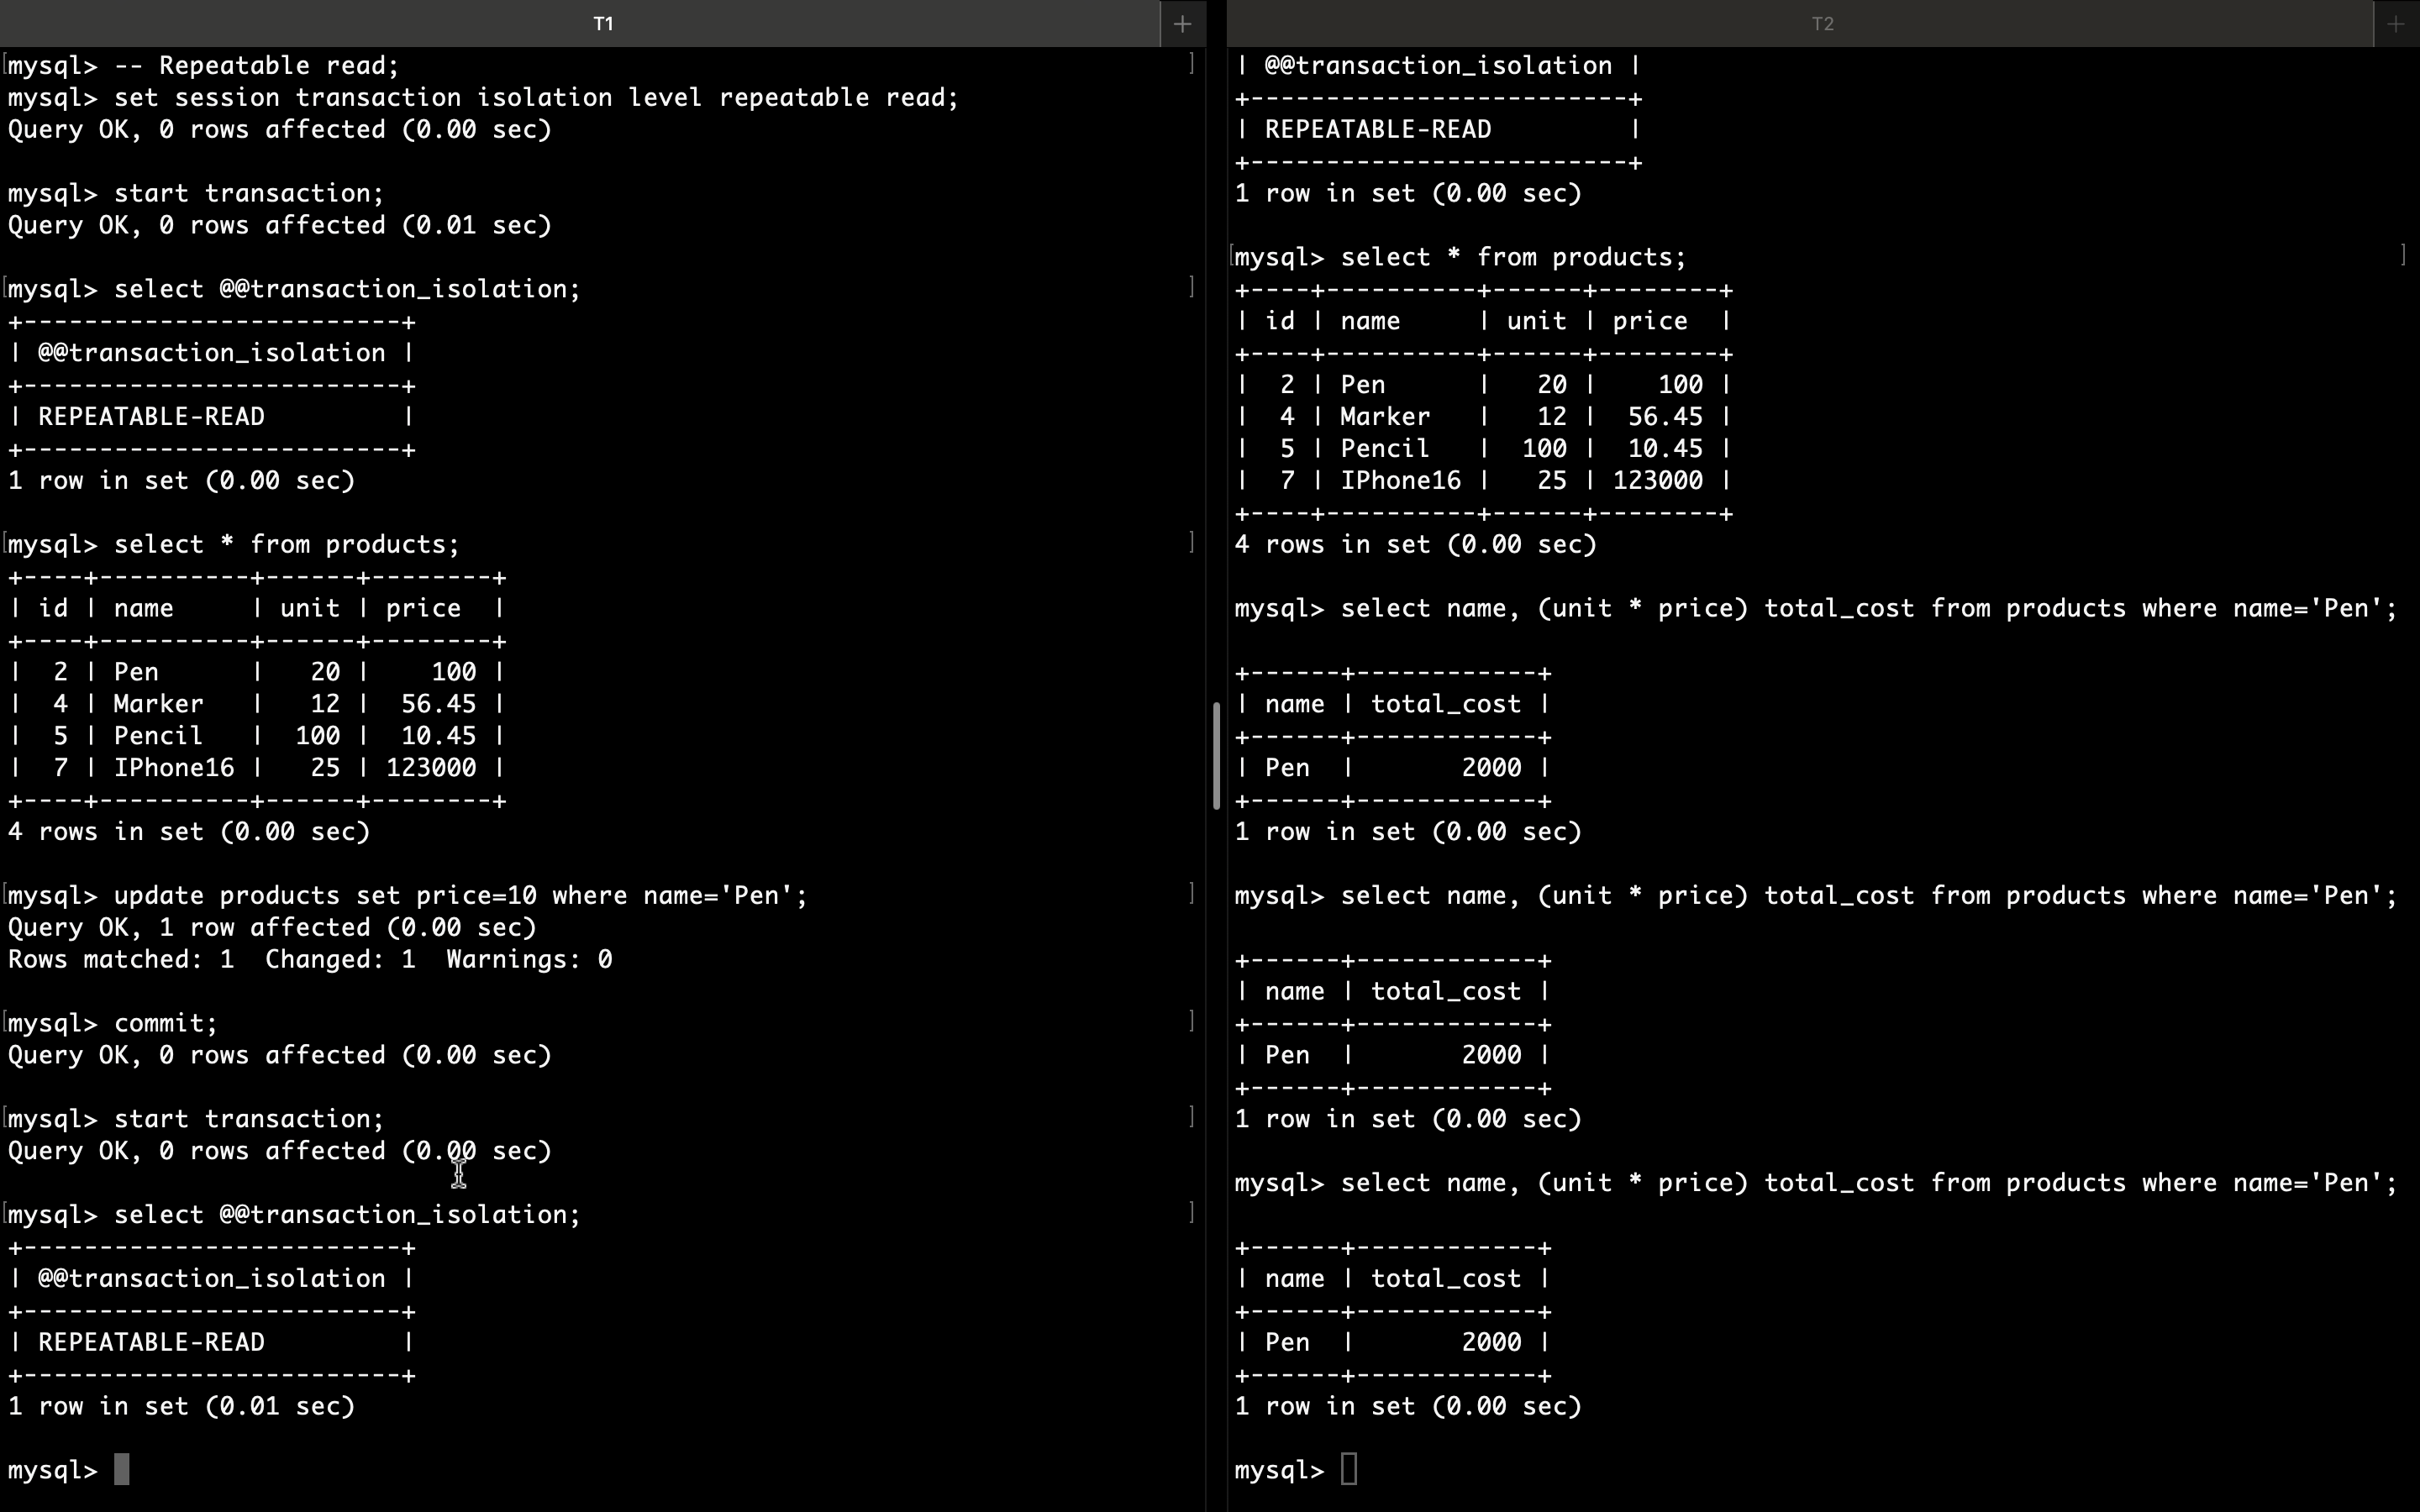 T1
mysql> -- Repeatable read;
mysql> set session transaction isolation level repeatable read;
Query OK, 0 rows affected (0.00 sec)
mysql> start transaction;
Query OK, 0 rows affected (0.01 sec)
mysql> select @@transaction_isolation;
+-------------------------+
| @@transaction_isolation |
+-------------------------+
| REPEATABLE-READ         |
+-------------------------+
1 row in set (0.00 sec)
mysql> select * from products;
+----+----------+------+--------+
| id | name     | unit | price  |
+----+----------+------+--------+
|  2 | Pen      |   20 |    100 |
|  4 | Marker   |   12 |  56.45 |
|  5 | Pencil   |  100 |  10.45 |
|  7 | IPhone16 |   25 | 123000 |
+----+----------+------+--------+
4 rows in set (0.00 sec)
mysql> update products set price=10 where name='Pen';
Query OK, 1 row affected (0.00 sec)
Rows matched: 1  Changed: 1  Warnings: 0
mysql> commit;
Query OK, 0 rows affected (0.00 sec)
mysql> start transaction;
Query OK, 0 rows affected (0.00 sec)
mysql> select @@transaction_isolation;
+-------------------------+
| @@transaction_isolation |
+-------------------------+
| REPEATABLE-READ         |
+-------------------------+
1 row in set (0.01 sec)
mysql>
T2
| @@transaction_isolation |
+-------------------------+
| REPEATABLE-READ         |
+-------------------------+
1 row in set (0.00 sec)
mysql> select * from products;
+----+----------+------+--------+
| id | name     | unit | price  |
+----+----------+------+--------+
|  2 | Pen      |   20 |    100 |
|  4 | Marker   |   12 |  56.45 |
|  5 | Pencil   |  100 |  10.45 |
|  7 | IPhone16 |   25 | 123000 |
+----+----------+------+--------+
4 rows in set (0.00 sec)
mysql> select name, (unit * price) total_cost from products where name='Pen';
+------+------------+
| name | total_cost |
+------+------------+
| Pen  |       2000 |
+------+------------+
1 row in set (0.00 sec)
mysql> select name, (unit * price) total_cost from products where name='Pen';
+------+------------+
| name | total_cost |
+------+------------+
| Pen  |       2000 |
+------+------------+
1 row in set (0.00 sec)
mysql> select name, (unit * price) total_cost from products where name='Pen';
+------+------------+
| name | total_cost |
+------+------------+
| Pen  |       2000 |
+------+------------+
1 row in set (0.00 sec)
mysql>